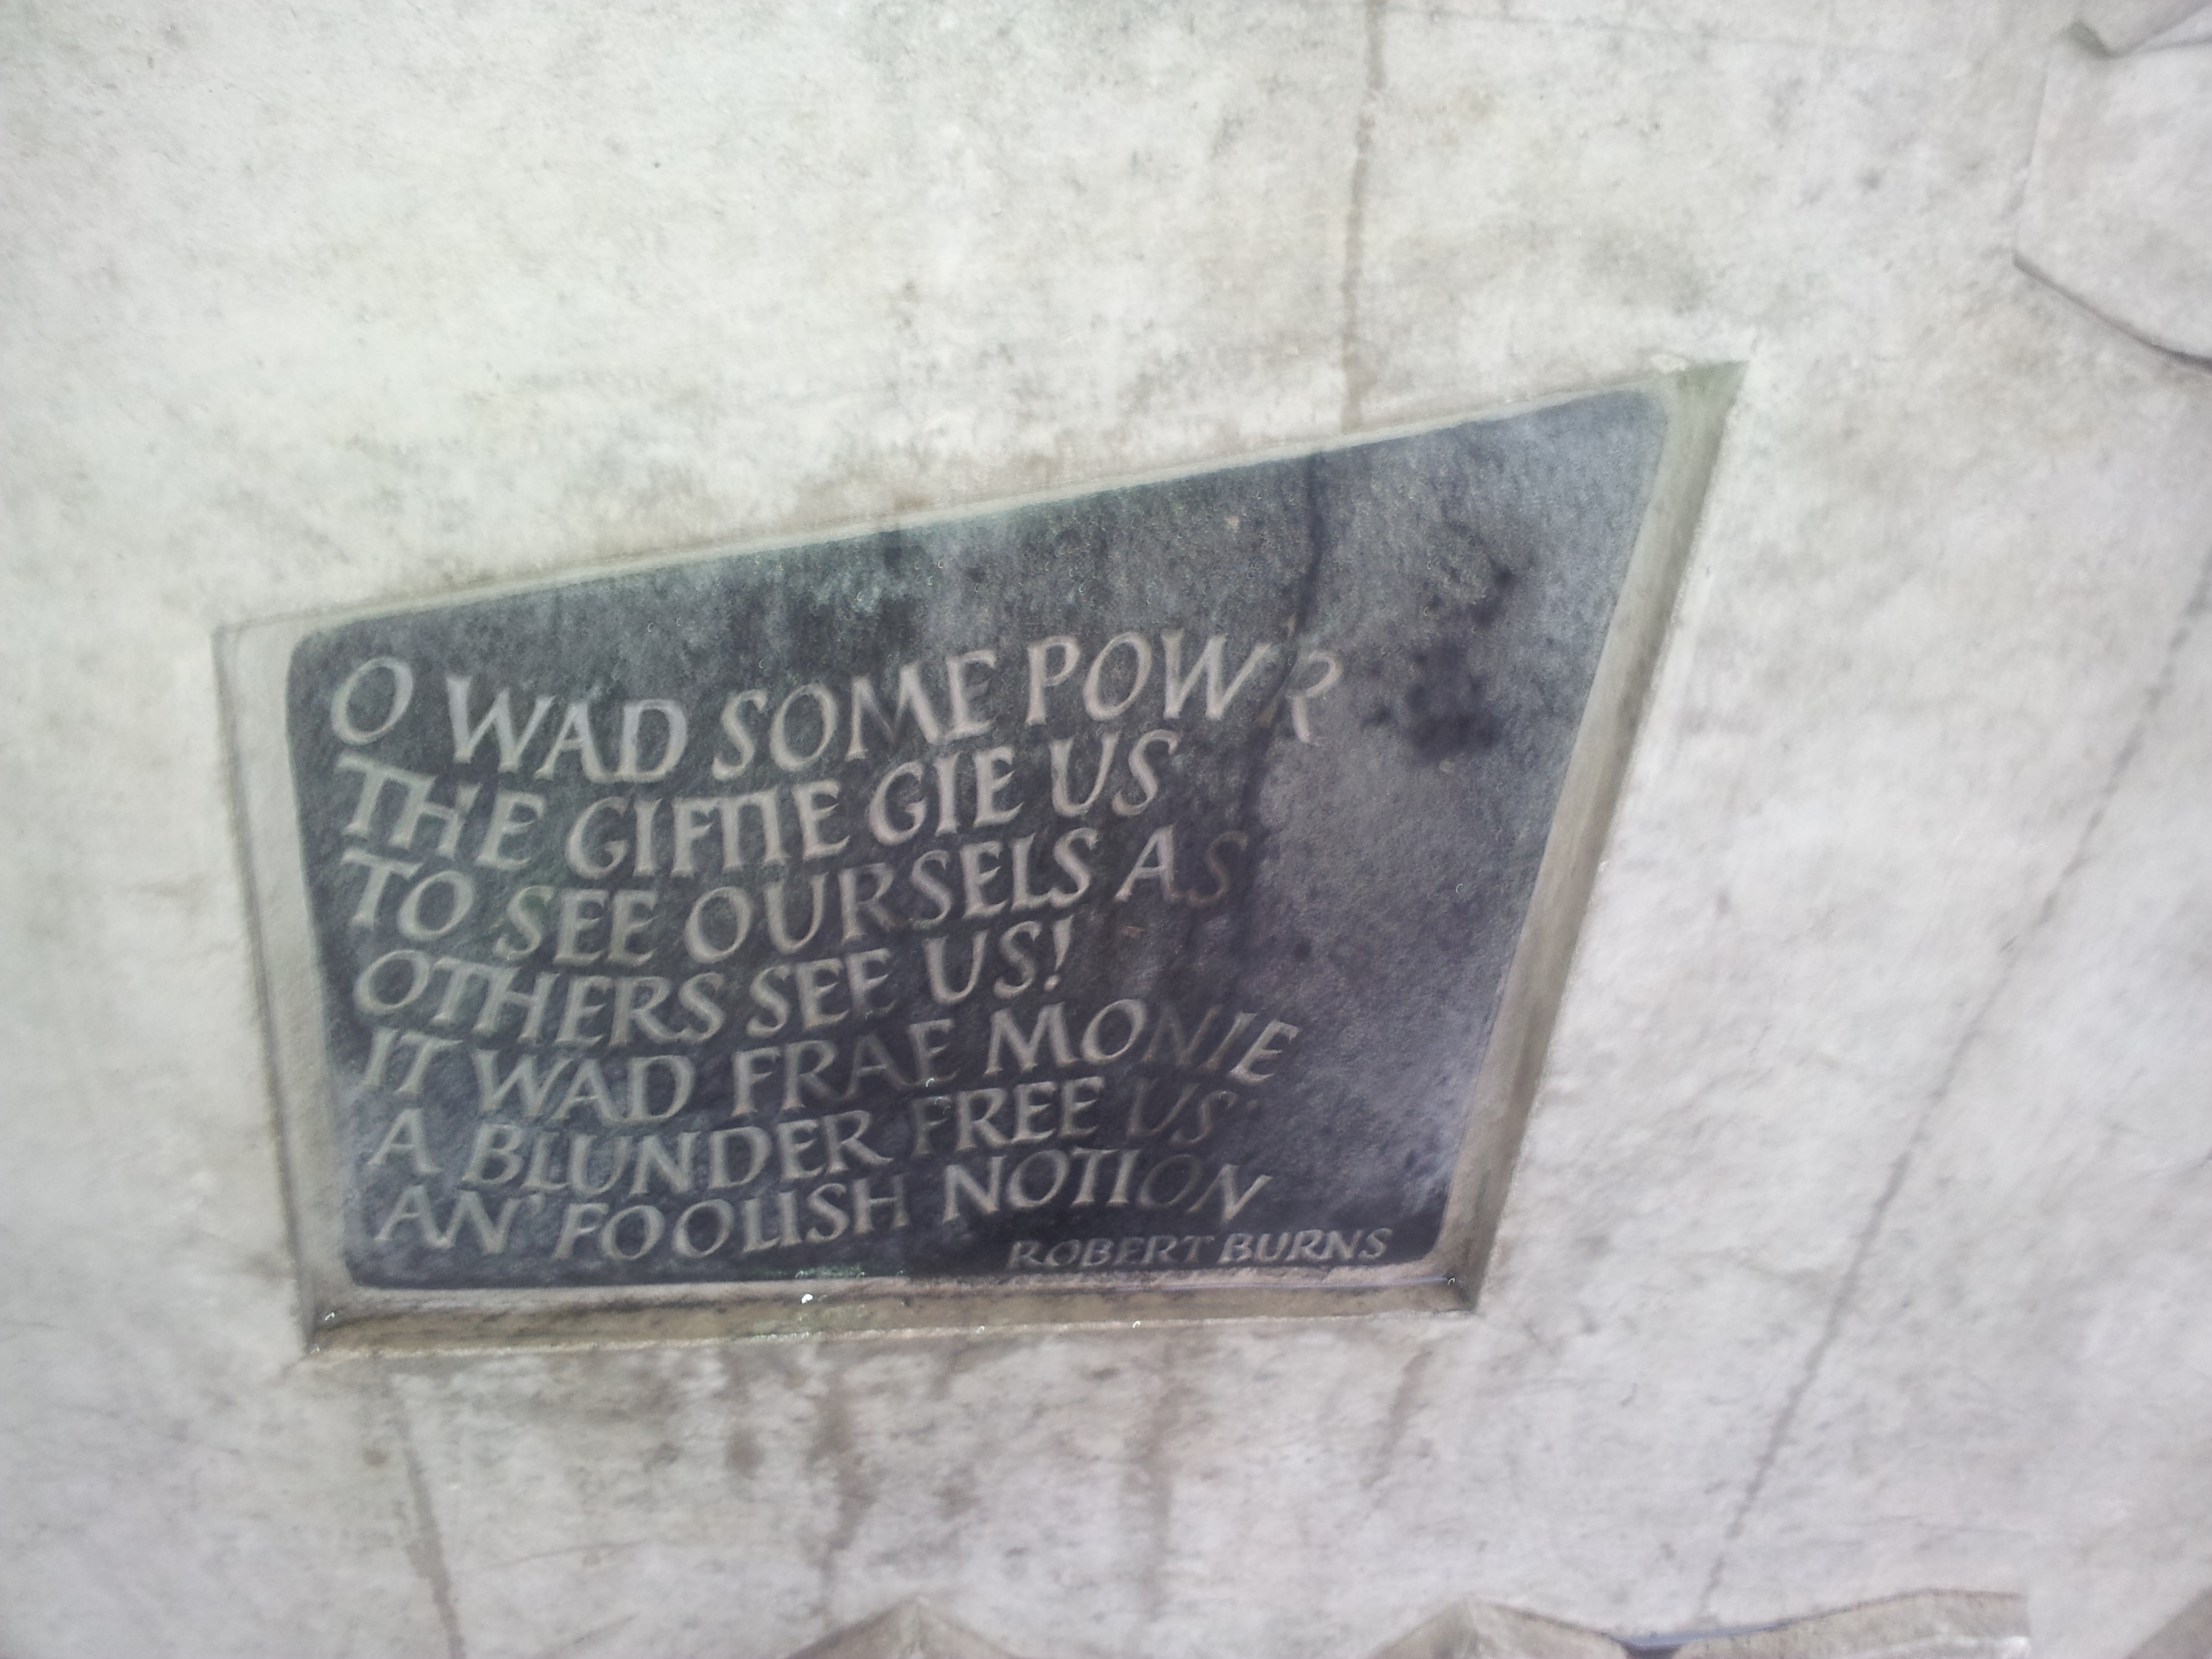 O WAD SOME POW'R
THE GIFTIE GIE US
TO SEE OURSELS AS
OTHERS SEE US!
IT WAD FRAE MONIE
A BLUNDER FREE US'
AN' FOOLISH NOTION
ROBERT BURNS